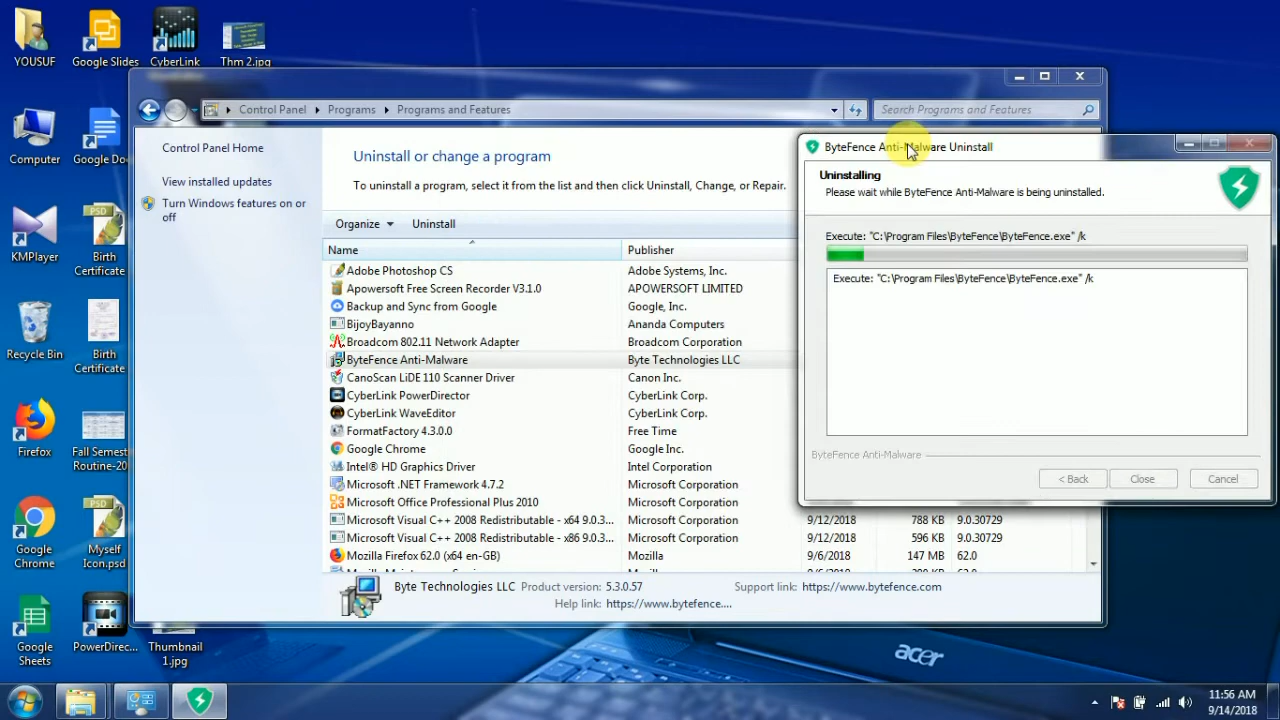 YOUSUF
Google Slides
CyberLink
Thm 2.jpg
Computer
Google Doc
KMPlayer
Birth
Certificate
Recycle Bin
Birth
Certificate
Firefox
Fall Semest
Routine-20
Google
Chrome
Myself
Icon.psd
Google
Sheets
PowerDirec...
Thumbnail
1.jpg
Control Panel
Programs
Programs and Features
Search Programs and Features
Control Panel Home
View installed updates
Turn Windows features on or
off
Uninstall or change a program
To uninstall a program, select it from the list and then click Uninstall, Change, or Repair.
Organize
Uninstall
Name Publisher
Adobe Photoshop CS Adobe Systems, Inc.
Apowersoft Free Screen Recorder V3.1.0 APOWERSOFT LIMITED
Backup and Sync from Google Google, Inc.
BijoyBayanno Ananda Computers
Broadcom 802.11 Network Adapter Broadcom Corporation
ByteFence Anti-Malware Byte Technologies LLC
CanoScan LiDE 110 Scanner Driver Canon Inc.
CyberLink PowerDirector CyberLink Corp.
CyberLink WaveEditor CyberLink Corp.
FormatFactory 4.3.0.0 Free Time
Google Chrome Google Inc.
Intel® HD Graphics Driver Intel Corporation
Microsoft .NET Framework 4.7.2 Microsoft Corporation
Microsoft Office Professional Plus 2010 Microsoft Corporation
Microsoft Visual C++ 2008 Redistributable - x64 9.0.3... Microsoft Corporation 9/12/2018 788 KB 9.0.30729
Microsoft Visual C++ 2008 Redistributable - x86 9.0.3... Microsoft Corporation 9/12/2018 596 KB 9.0.30729
Mozilla Firefox 62.0 (x64 en-GB) Mozilla 9/6/2018 147 MB 62.0
Byte Technologies LLC Product version: 5.3.0.57 Support link: https://www.bytefence.com
Help link: https://www.bytefence....
ByteFence Anti-Malware Uninstall
Uninstalling
Please wait while ByteFence Anti-Malware is being uninstalled.
Execute: "C:\Program Files\ByteFence\ByteFence.exe" /k
Execute: "C:\Program Files\ByteFence\ByteFence.exe" /k
ByteFence Anti-Malware
< Back
Close
Cancel
acer
11:56 AM
9/14/2018